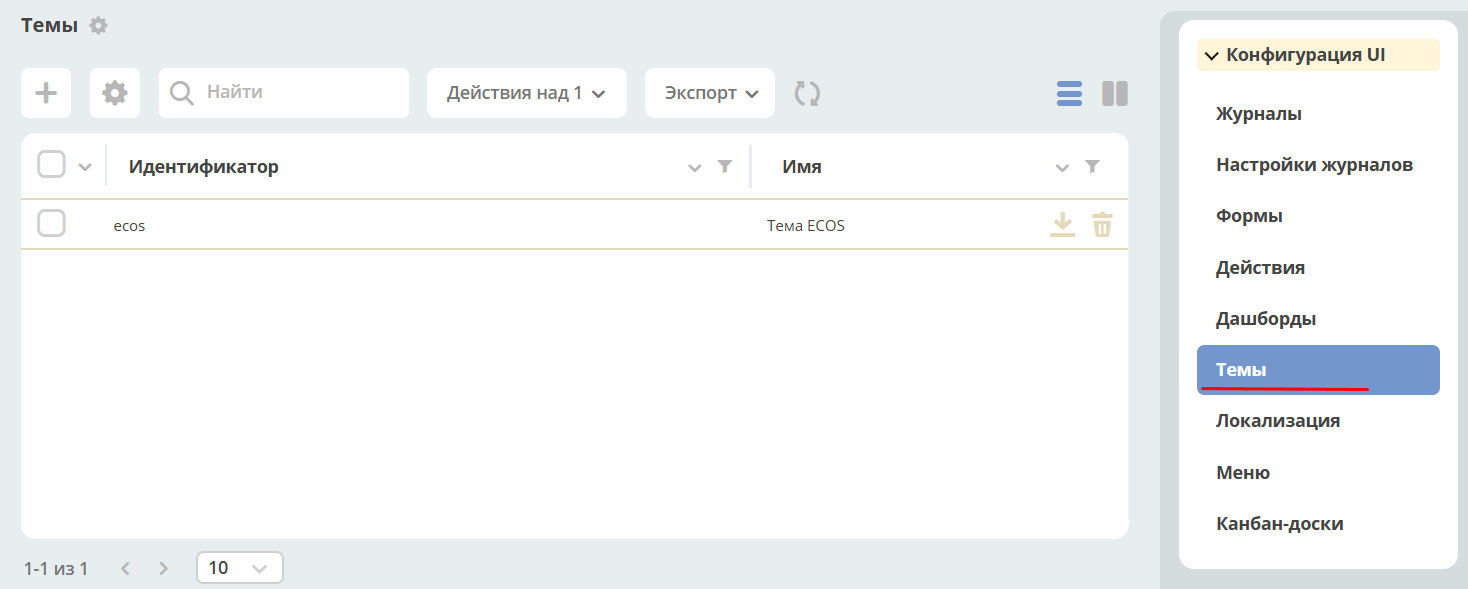 Темы
Найти
Действия над 1
Экспорт
Идентификатор
Имя
ecos
Тема ECOS
1-1 из 1
10
Конфигурация UI
Журналы
Настройки журналов
Формы
Действия
Дашборды
Темы
Локализация
Меню
Канбан-доски